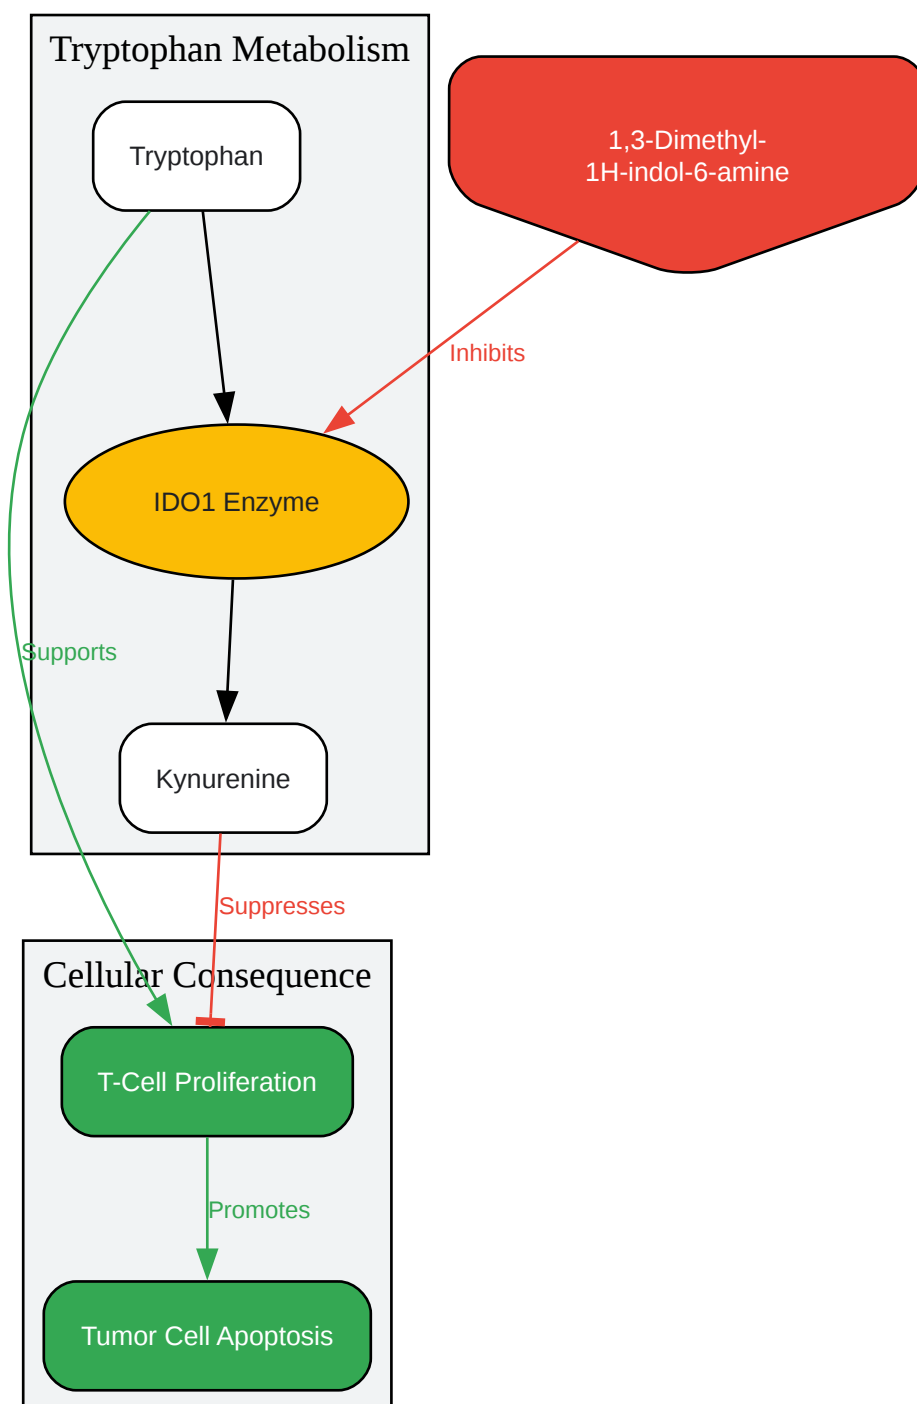 Tryptophan Metabolism
Tryptophan
1,3-Dimethyl-
1H-indol-6-amine
Inhibits
IDO1 Enzyme
Supports
Kynurenine
Suppresses
Cellular Consequence
T-Cell Proliferation
Promotes
Tumor Cell Apoptosis